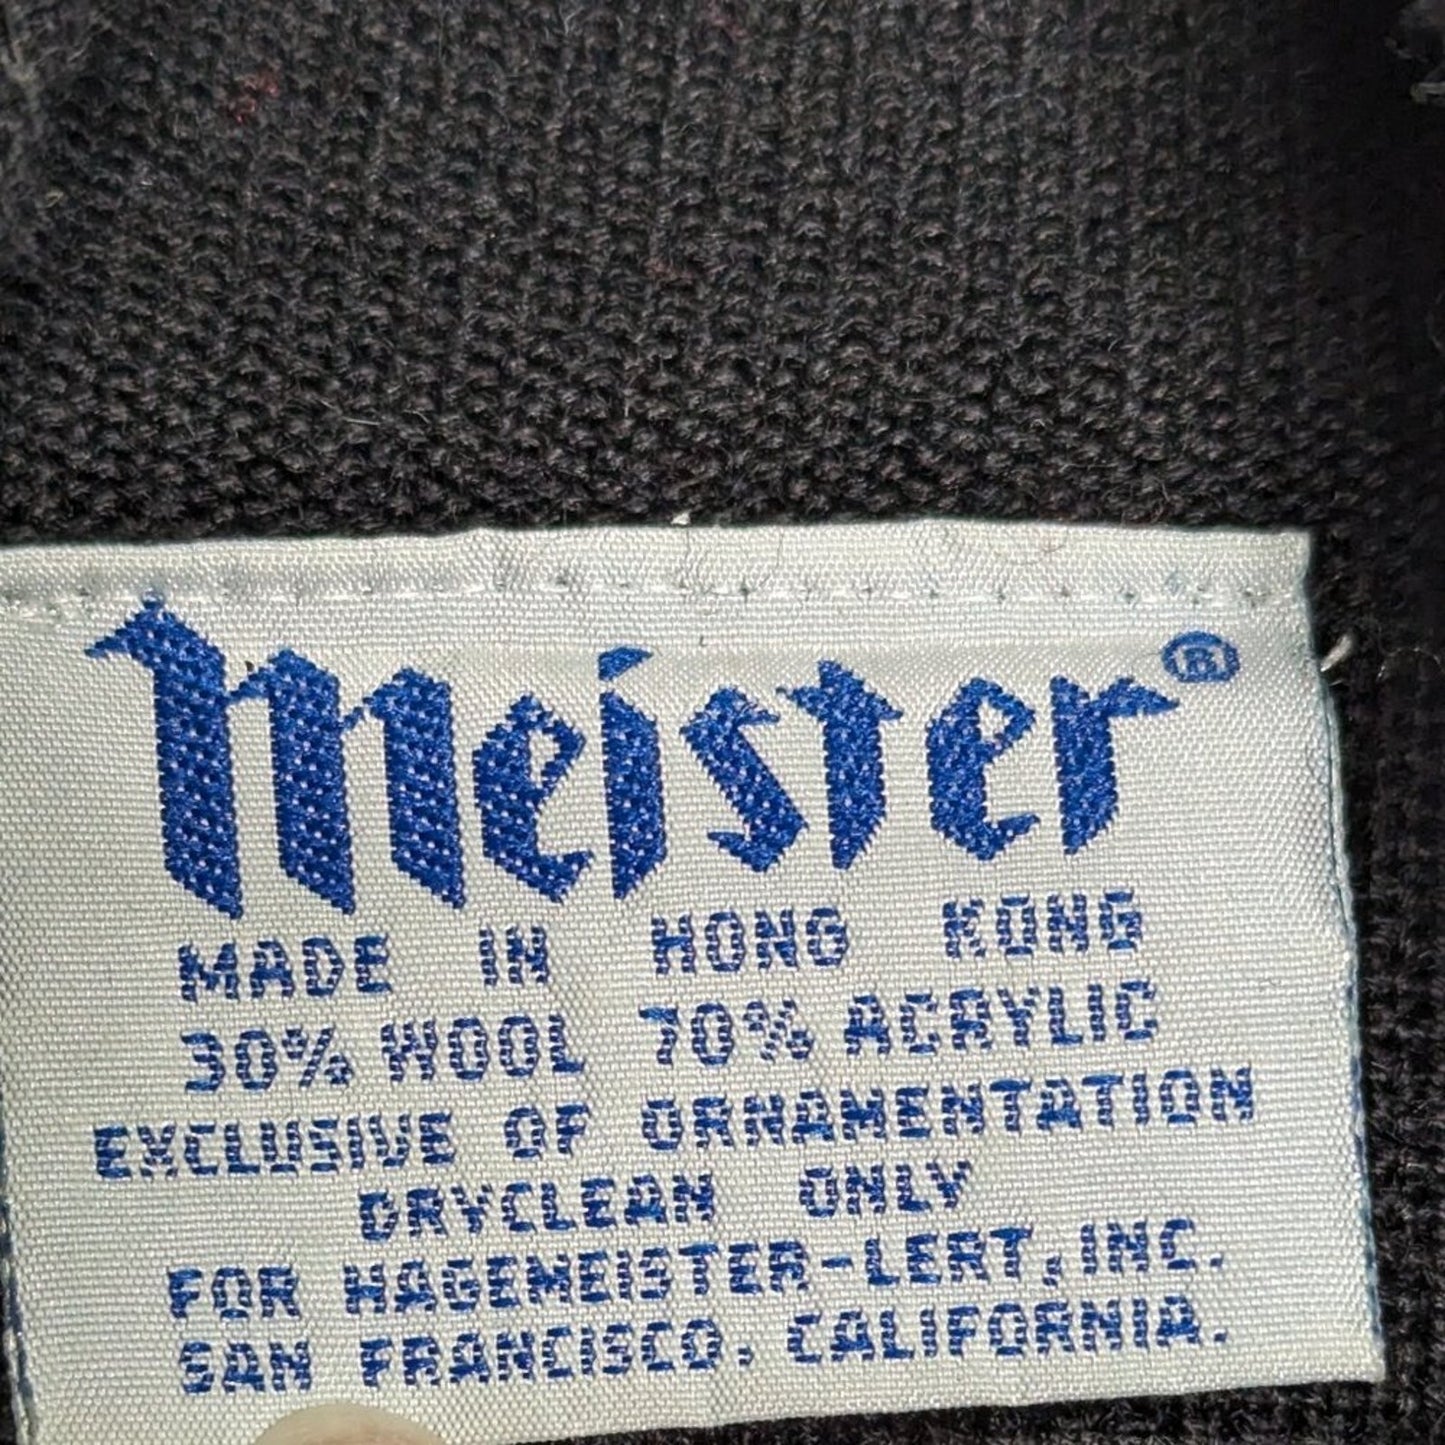 meister®
MADE IN HONG KONG
30% WOOL 70% ACRYLIC
EXCLUSIVE OF ORNAMENTATION
DRYCLEAN ONLY
FOR HAGEMEISTER-LERT, INC.
SAN FRANCISCO, CALIFORNIA.